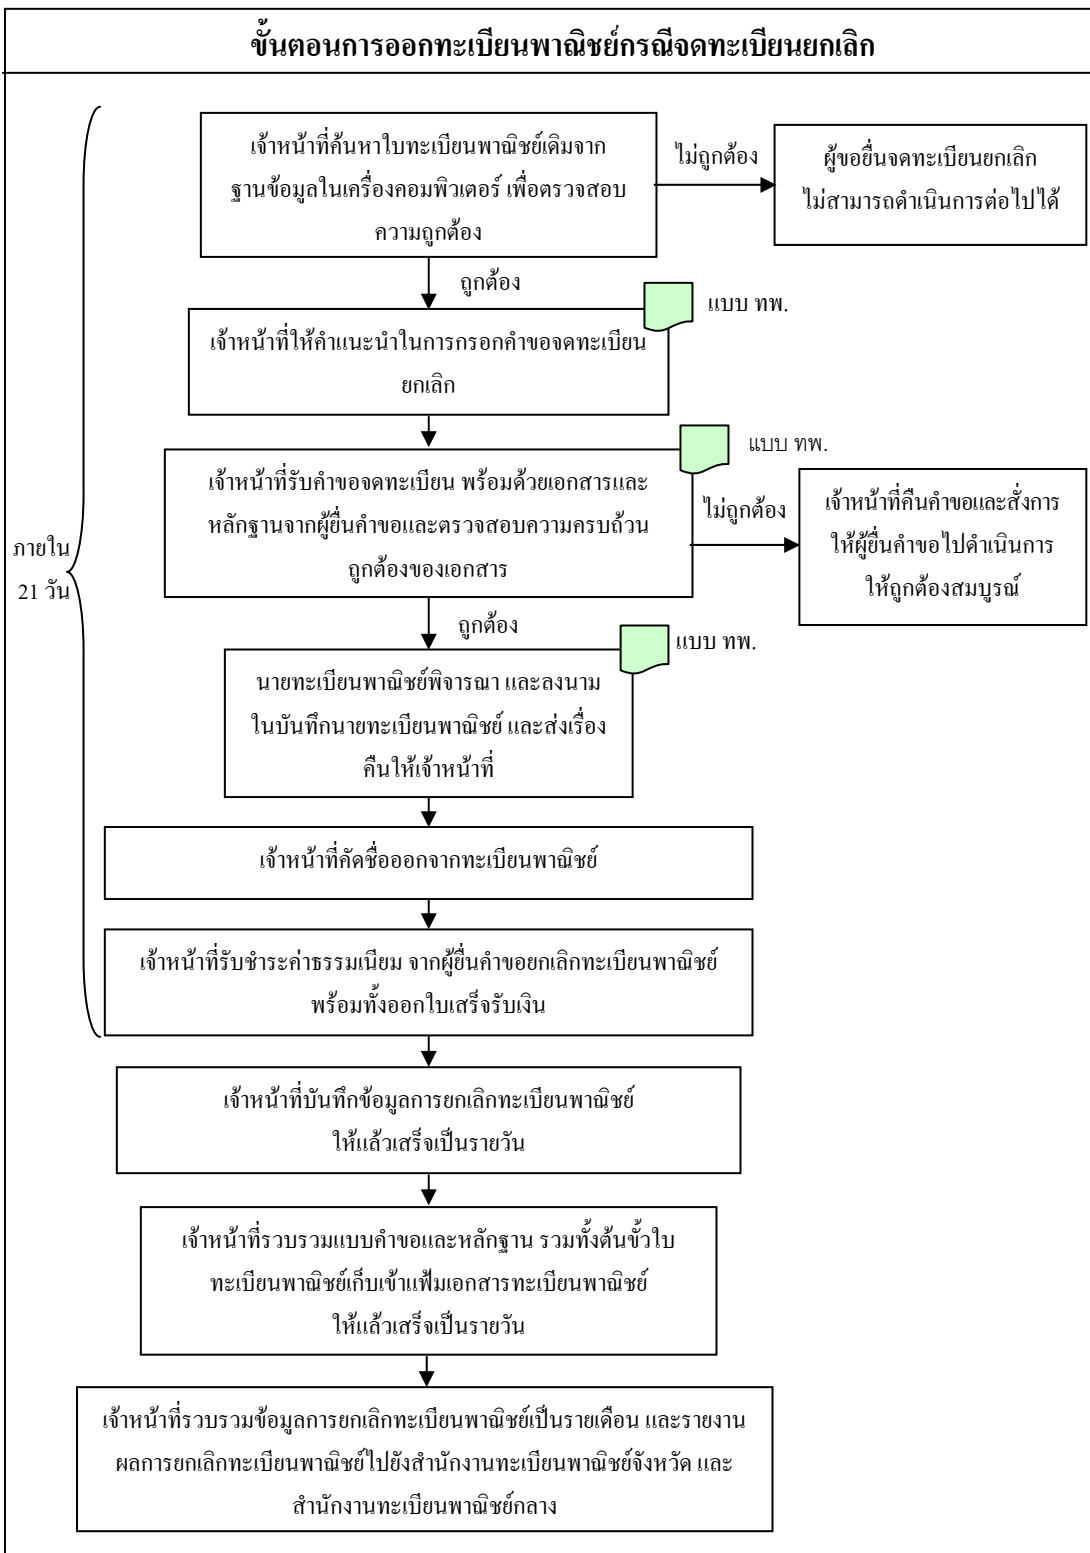 ขั้นตอนการออกทะเบียนพาณิชย์กรณีจดทะเบียนยกเลิก
เจ้าหน้าที่ค้นหาใบทะเบียนพาณิชย์เดิมจาก
ฐานข้อมูลในเครื่องคอมพิวเตอร์ เพื่อตรวจสอบ
ความถูกต้อง
ไม่ถูกต้อง
ผู้ขอยื่นจดทะเบียนยกเลิก
ไม่สามารถดำเนินการต่อไปได้
ถูกต้อง
แบบ ทพ.
เจ้าหน้าที่ให้คำแนะนำในการกรอกคำขอจดทะเบียน
ยกเลิก
แบบ ทพ.
เจ้าหน้าที่รับคำขอจดทะเบียน พร้อมด้วยเอกสารและ
หลักฐานจากผู้ยื่นคำขอและตรวจสอบความครบถ้วน
ถูกต้องของเอกสาร
ไม่ถูกต้อง
เจ้าหน้าที่คืนคำขอและสั่งการ
ให้ผู้ยื่นคำขอไปดำเนินการ
ให้ถูกต้องสมบูรณ์
ภายใน
21 วัน
ถูกต้อง
แบบ ทพ.
นายทะเบียนพาณิชย์พิจารณา และลงนาม
ในบันทึกนายทะเบียนพาณิชย์ และส่งเรื่อง
คืนให้เจ้าหน้าที่
เจ้าหน้าที่คัดชื่อออกจากทะเบียนพาณิชย์
เจ้าหน้าที่รับชำระค่าธรรมเนียม จากผู้ยื่นคำขอยกเลิกทะเบียนพาณิชย์
พร้อมทั้งออกใบเสร็จรับเงิน
เจ้าหน้าที่บันทึกข้อมูลการยกเลิกทะเบียนพาณิชย์
ให้แล้วเสร็จเป็นรายวัน
เจ้าหน้าที่รวบรวมแบบคำขอและหลักฐาน รวมทั้งต้นขั้วใบ
ทะเบียนพาณิชย์เก็บเข้าแฟ้มเอกสารทะเบียนพาณิชย์
ให้แล้วเสร็จเป็นรายวัน
เจ้าหน้าที่รวบรวมข้อมูลการยกเลิกทะเบียนพาณิชย์เป็นรายเดือน และรายงาน
ผลการยกเลิกทะเบียนพาณิชย์ไปยังสำนักงานทะเบียนพาณิชย์จังหวัด และ
สำนักงานทะเบียนพาณิชย์กลาง